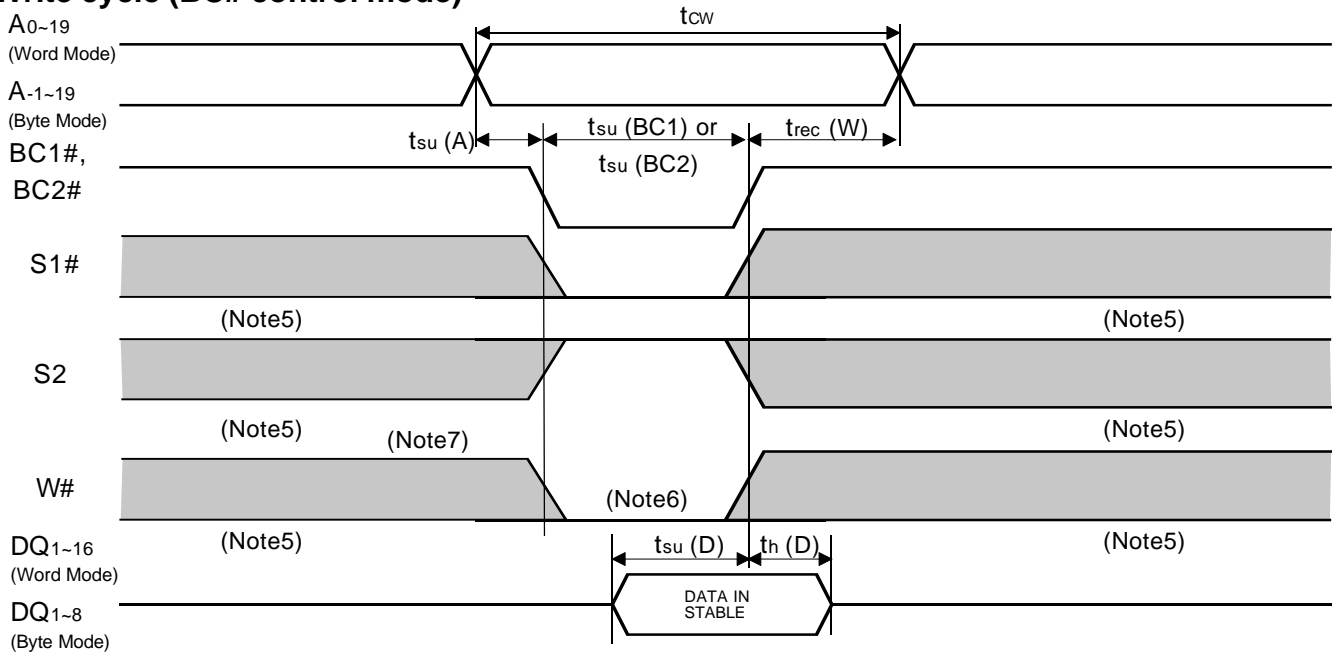 Write cycle (BC# control mode)
A0~19
(Word Mode)
tCW
A-1~19
(Byte Mode)
tsu (A)
tsu (BC1) or
tsu (BC2)
trec (W)
BC1#,
BC2#
S1#
(Note5)
(Note5)
S2
(Note5)
(Note7)
(Note5)
W#
(Note6)
(Note5)
(Note5)
DQ1~16
(Word Mode)
tsu (D)
th (D)
DATA IN
STABLE
DQ1~8
(Byte Mode)